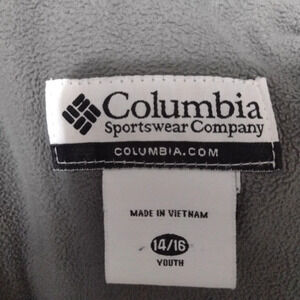 Columbia
Sportswear Company
COLUMBIA.COM
MADE IN VIETNAM
14/16
YOUTH